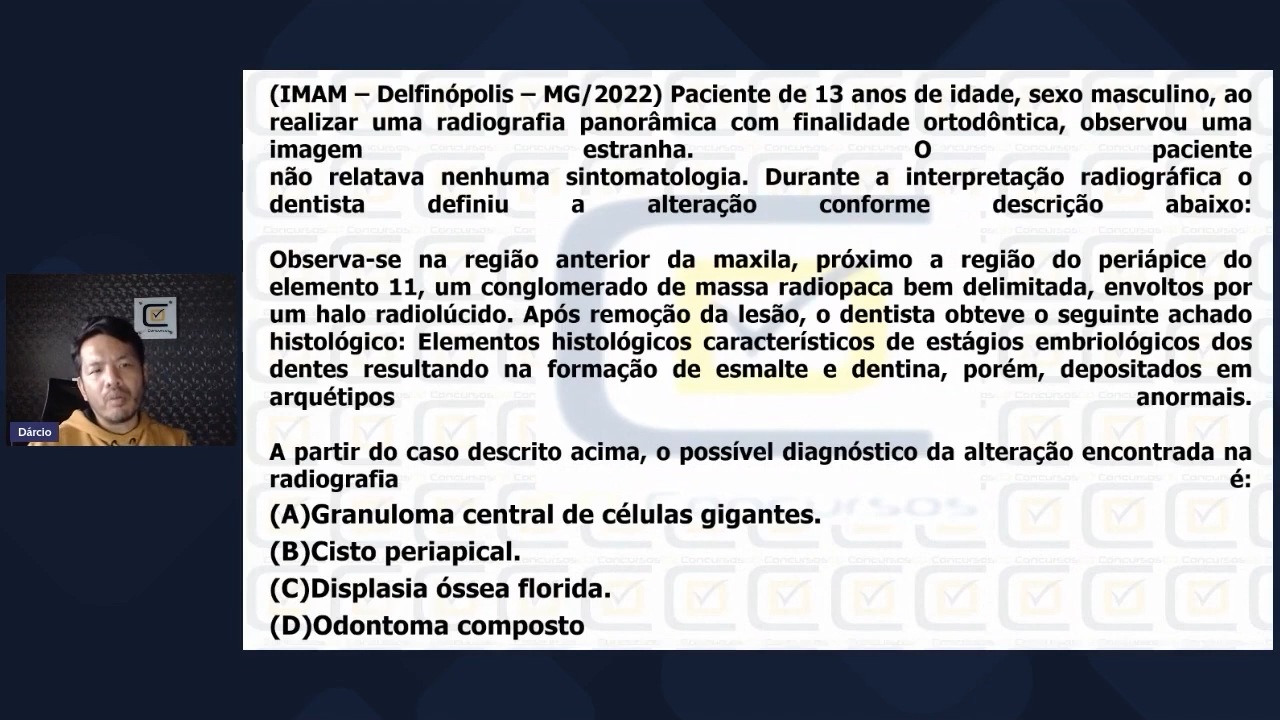 (IMAM – Delfinópolis – MG/2022) Paciente de 13 anos de idade, sexo masculino, ao
realizar uma radiografia panorâmica com finalidade ortodôntica, observou uma
imagem estranha. O paciente
não relatava nenhuma sintomatologia. Durante a interpretação radiográfica o
dentista definiu a alteração conforme descrição abaixo:
Observa-se na região anterior da maxila, próximo a região do periápice do
elemento 11, um conglomerado de massa radiopaca bem delimitada, envoltos por
um halo radiolúcido. Após remoção da lesão, o dentista obteve o seguinte achado
histológico: Elementos histológicos característicos de estágios embriológicos dos
dentes resultando na formação de esmalte e dentina, porém, depositados em
arquétipos anormais.
A partir do caso descrito acima, o possível diagnóstico da alteração encontrada na
radiografia é:
(A)Granuloma central de células gigantes.
(B)Cisto periapical.
(C)Displasia óssea florida.
(D)Odontoma composto
Dárcio